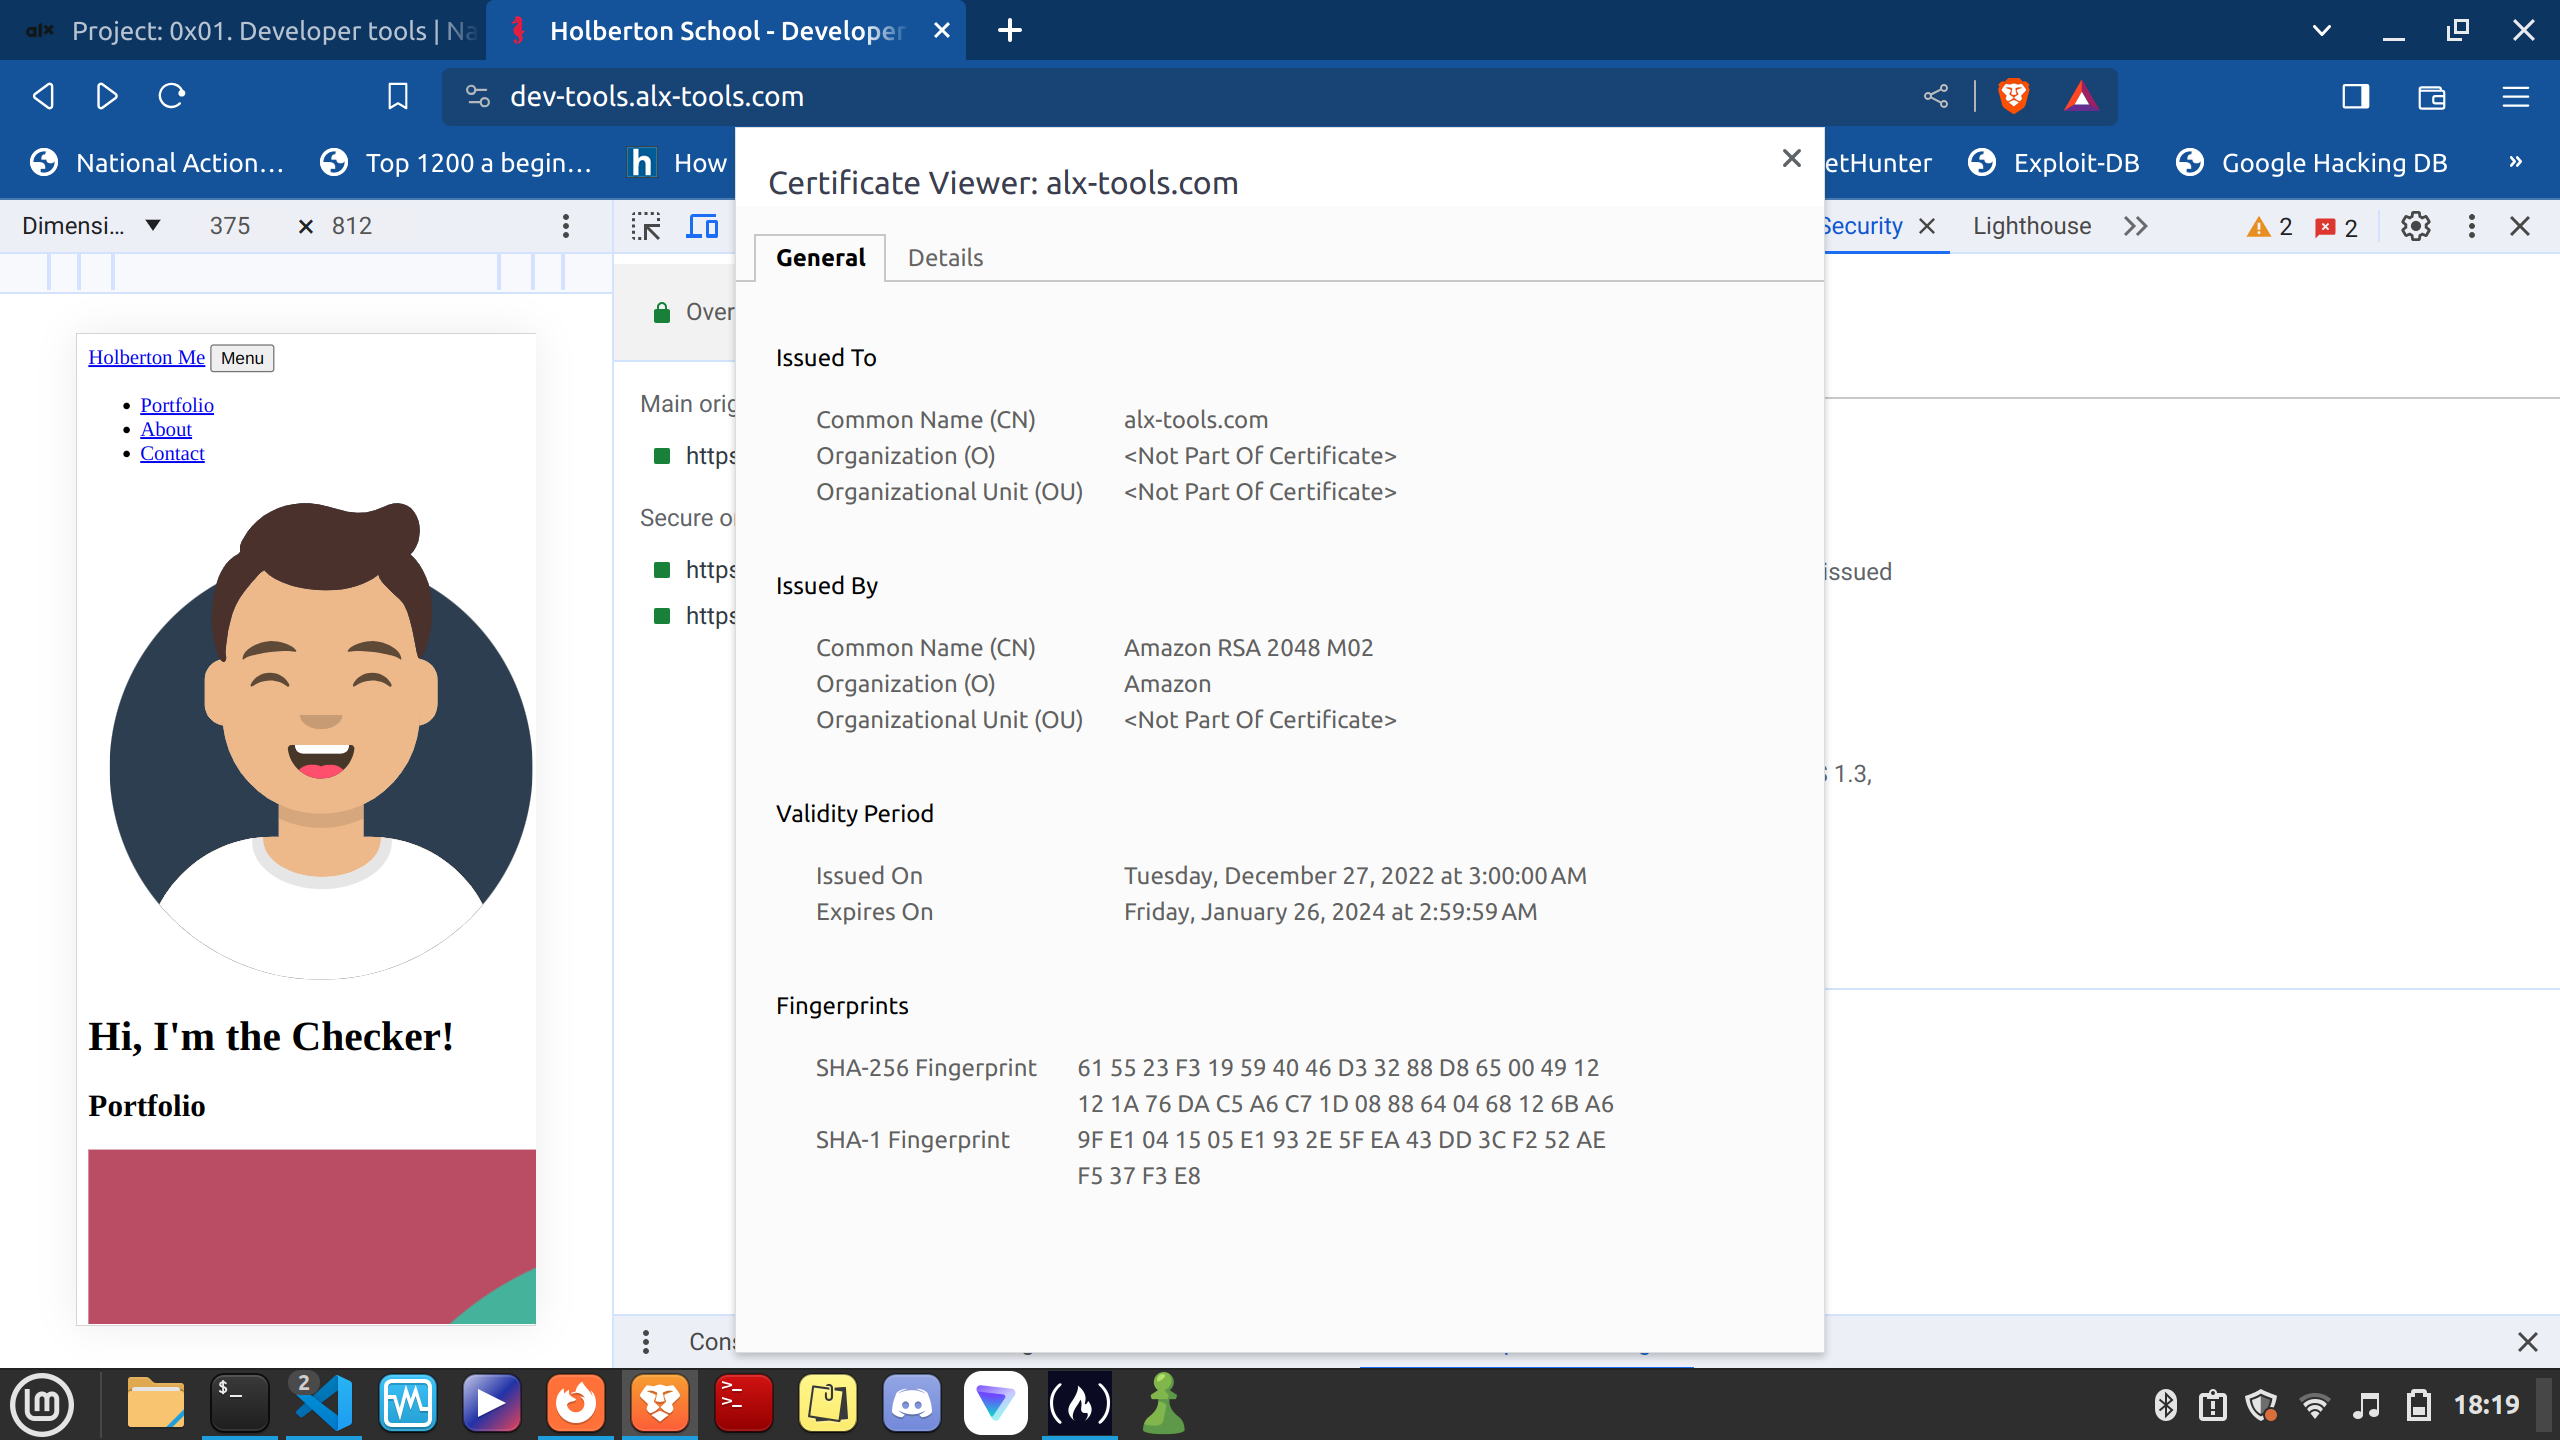 alx Project: 0x01. Developer tools | Na
Holberton School - Developer
dev-tools.alx-tools.com
National Action…
Top 1200 a begin…
h How
etHunter
Exploit-DB
Google Hacking DB
»
Dimensi… 375 × 812
Security
Lighthouse
2
2
Certificate Viewer: alx-tools.com
General
Details
Over
Main orig
https
Secure or
https
https
issued
S 1.3,
Issued To
Common Name (CN) alx-tools.com
Organization (O) <Not Part Of Certificate>
Organizational Unit (OU) <Not Part Of Certificate>
Issued By
Common Name (CN) Amazon RSA 2048 M02
Organization (O) Amazon
Organizational Unit (OU) <Not Part Of Certificate>
Validity Period
Issued On Tuesday, December 27, 2022 at 3:00:00 AM
Expires On Friday, January 26, 2024 at 2:59:59 AM
Fingerprints
SHA-256 Fingerprint 61 55 23 F3 19 59 40 46 D3 32 88 D8 65 00 49 12
12 1A 76 DA C5 A6 C7 1D 08 88 64 04 68 12 6B A6
SHA-1 Fingerprint 9F E1 04 15 05 E1 93 2E 5F EA 43 DD 3C F2 52 AE
F5 37 F3 E8
Holberton Me Menu
Portfolio
About
Contact
Hi, I'm the Checker!
Portfolio
Cons
$_
2
18:19